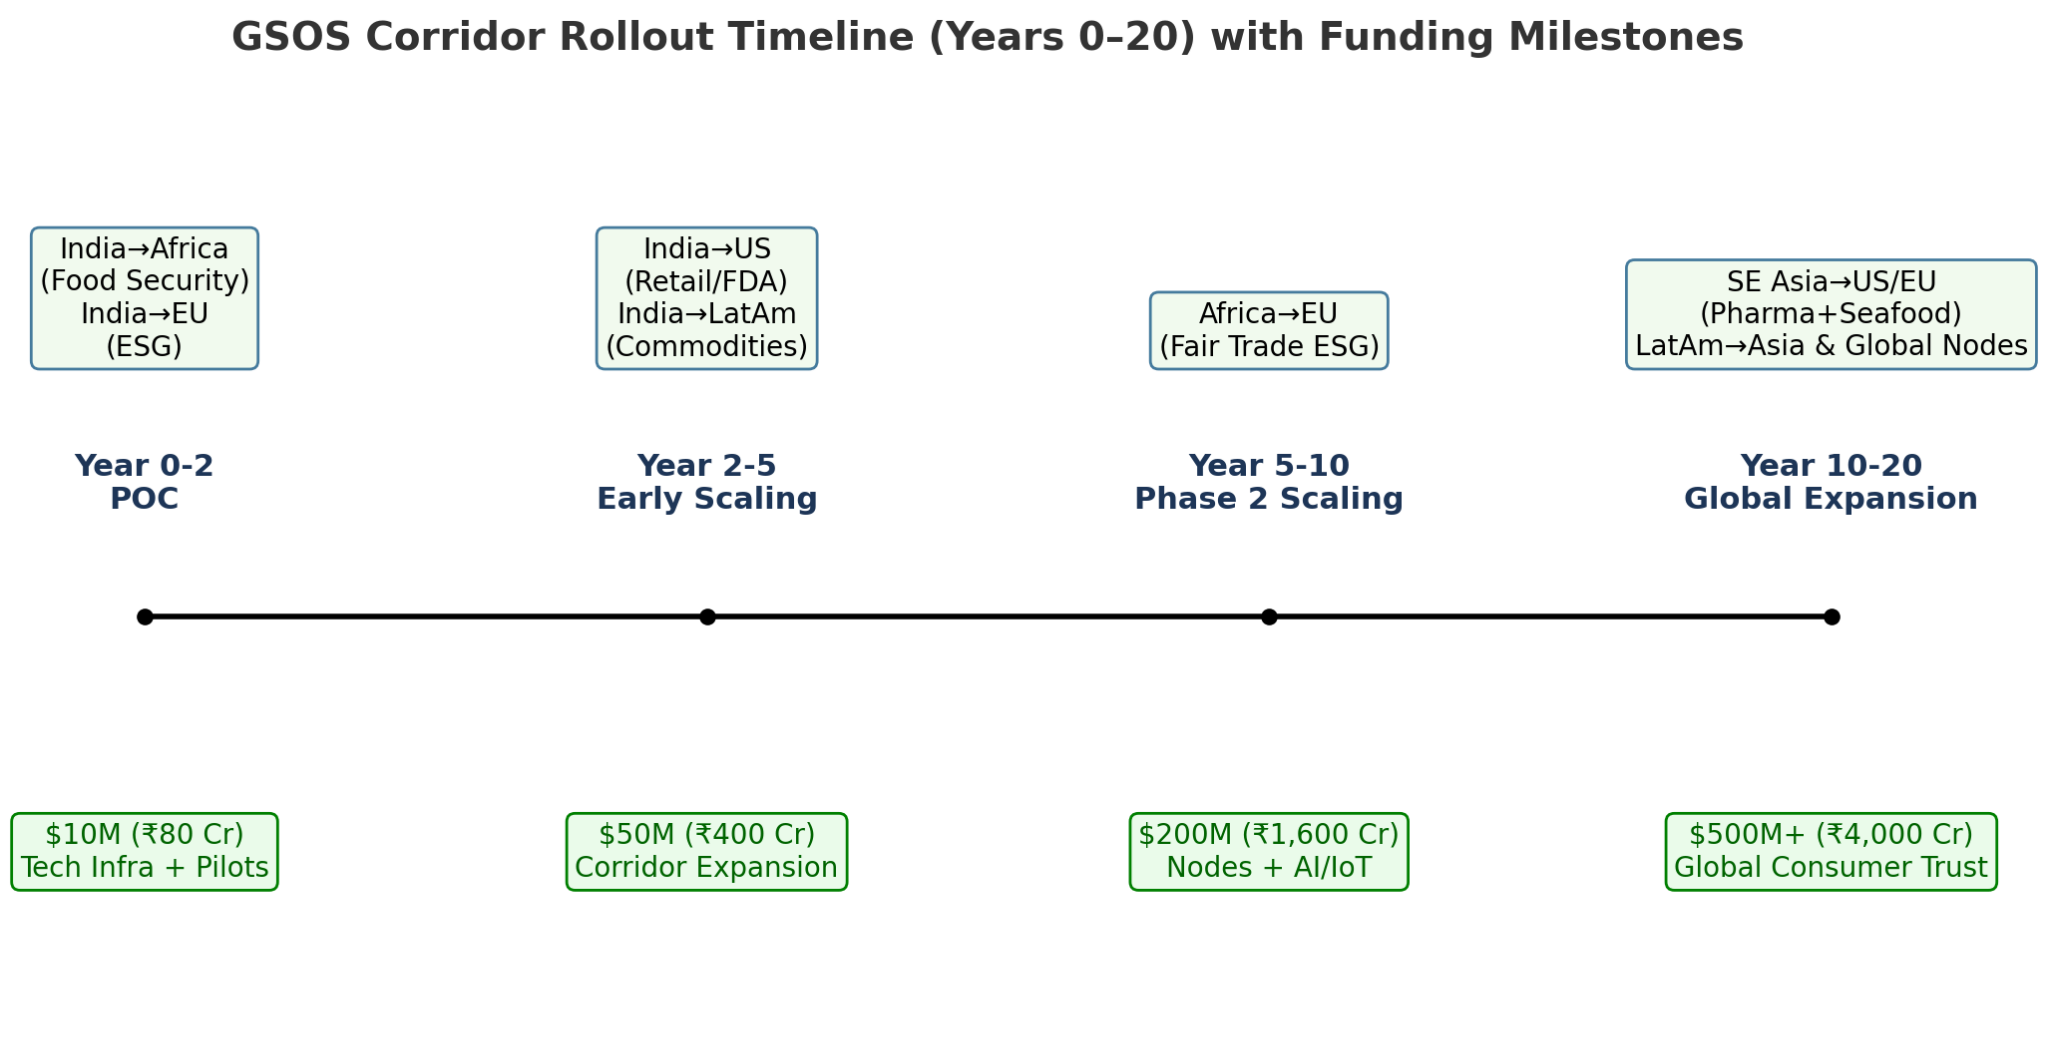 GSOS Corridor Rollout Timeline (Years 0–20) with Funding Milestones
India→Africa
(Food Security)
India→EU
(ESG)
India→US
(Retail/FDA)
India→LatAm
(Commodities)
Africa→EU
(Fair Trade ESG)
SE Asia→US/EU
(Pharma+Seafood)
LatAm→Asia & Global Nodes
Year 0-2
POC
Year 2-5
Early Scaling
Year 5-10
Phase 2 Scaling
Year 10-20
Global Expansion
$10M (₹80 Cr)
Tech Infra + Pilots
$50M (₹400 Cr)
Corridor Expansion
$200M (₹1,600 Cr)
Nodes + AI/IoT
$500M+ (₹4,000 Cr)
Global Consumer Trust